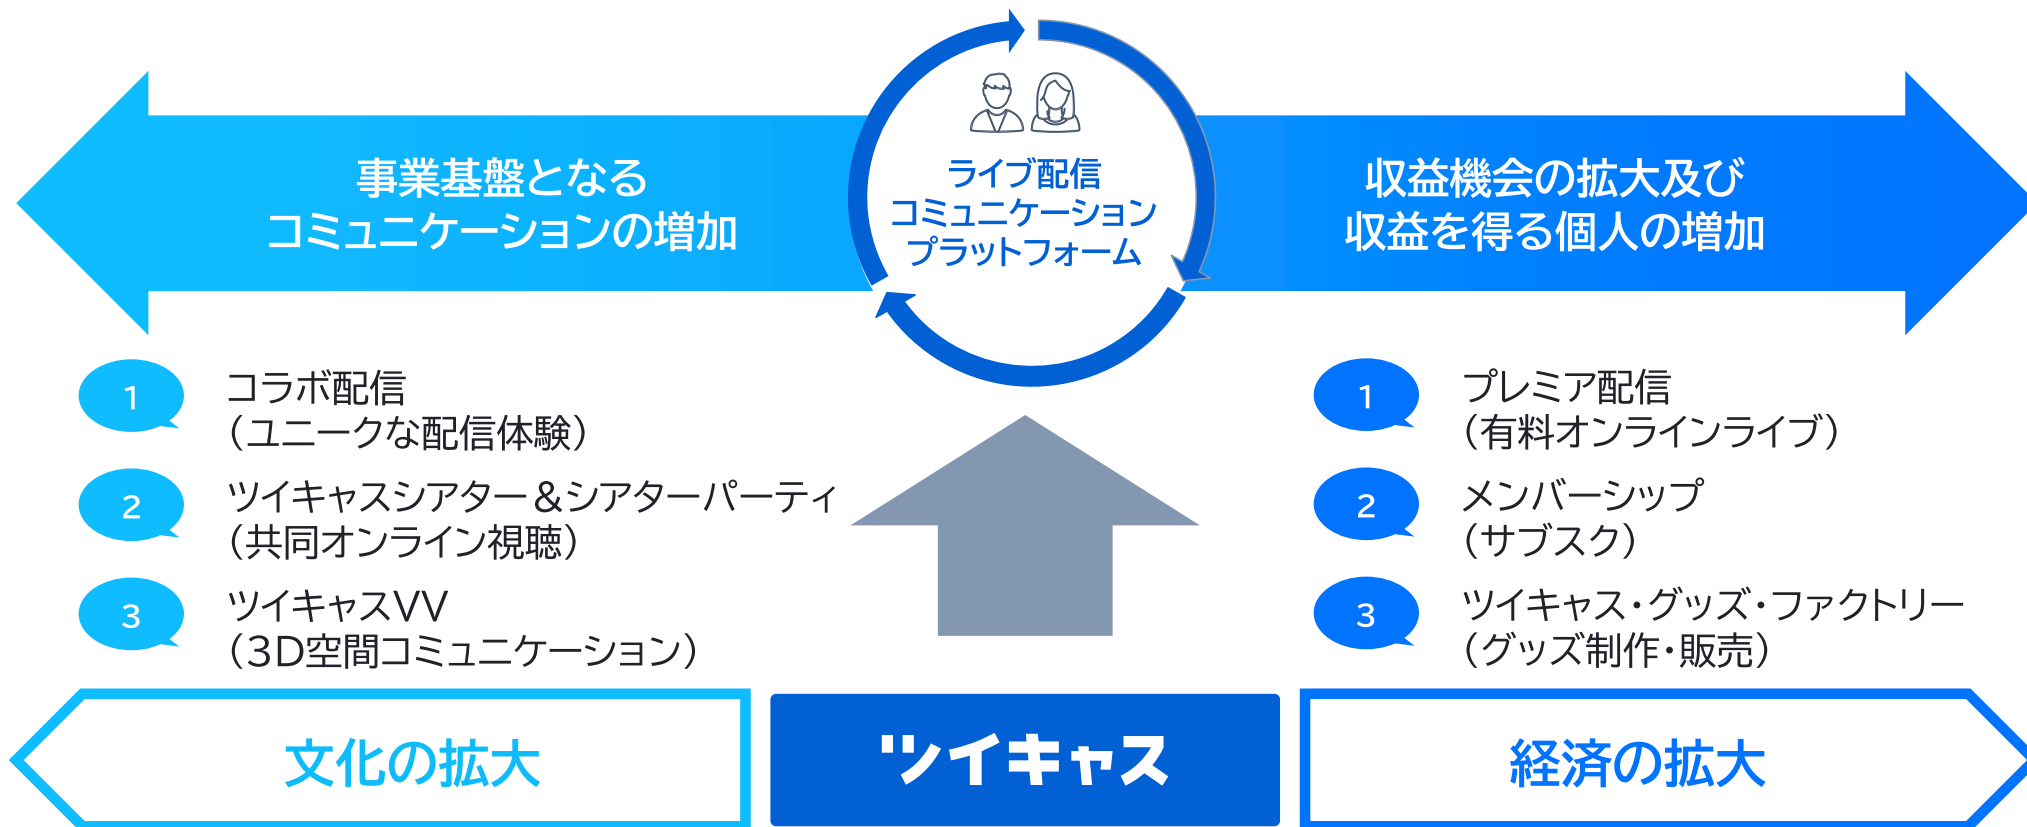 事業基盤となる
コミュニケーションの増加
ライブ配信
コミュニケーション
プラットフォーム
収益機会の拡大及び
収益を得る個人の増加
1
コラボ配信
（ユニークな配信体験）
2
ツイキャスシアター＆シアターパーティ
（共同オンライン視聴）
3
ツイキャスVV
（3D空間コミュニケーション）
1
プレミア配信
（有料オンラインライブ）
2
メンバーシップ
（サブスク）
3
ツイキャス・グッズ・ファクトリー
（グッズ制作・販売）
文化の拡大
ツイキャス
経済の拡大